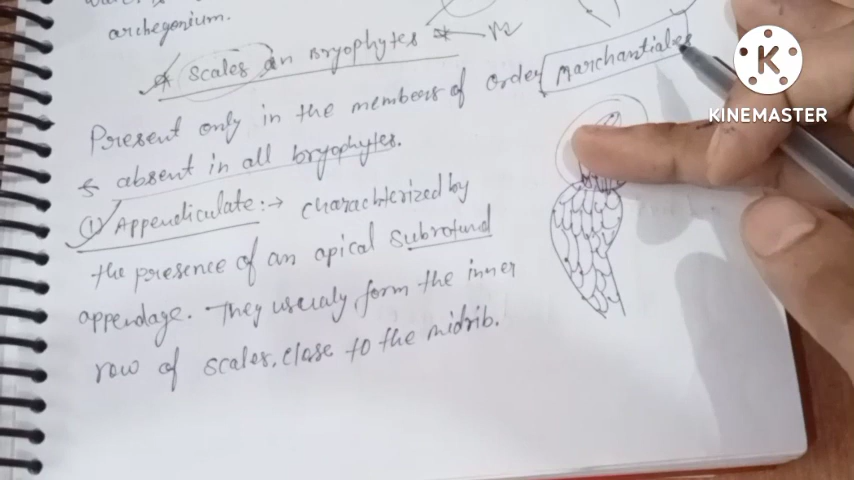 archegonium.
* Scales in Bryophytes *
Present only in the members of order Marchantiales
& absent in all bryophytes.
(1) Appendiculate:→ characterized by
the presence of an apical subrotund
appendage. They usualy form the inner
row of scales, close to the midrib.
K
KINEMASTER